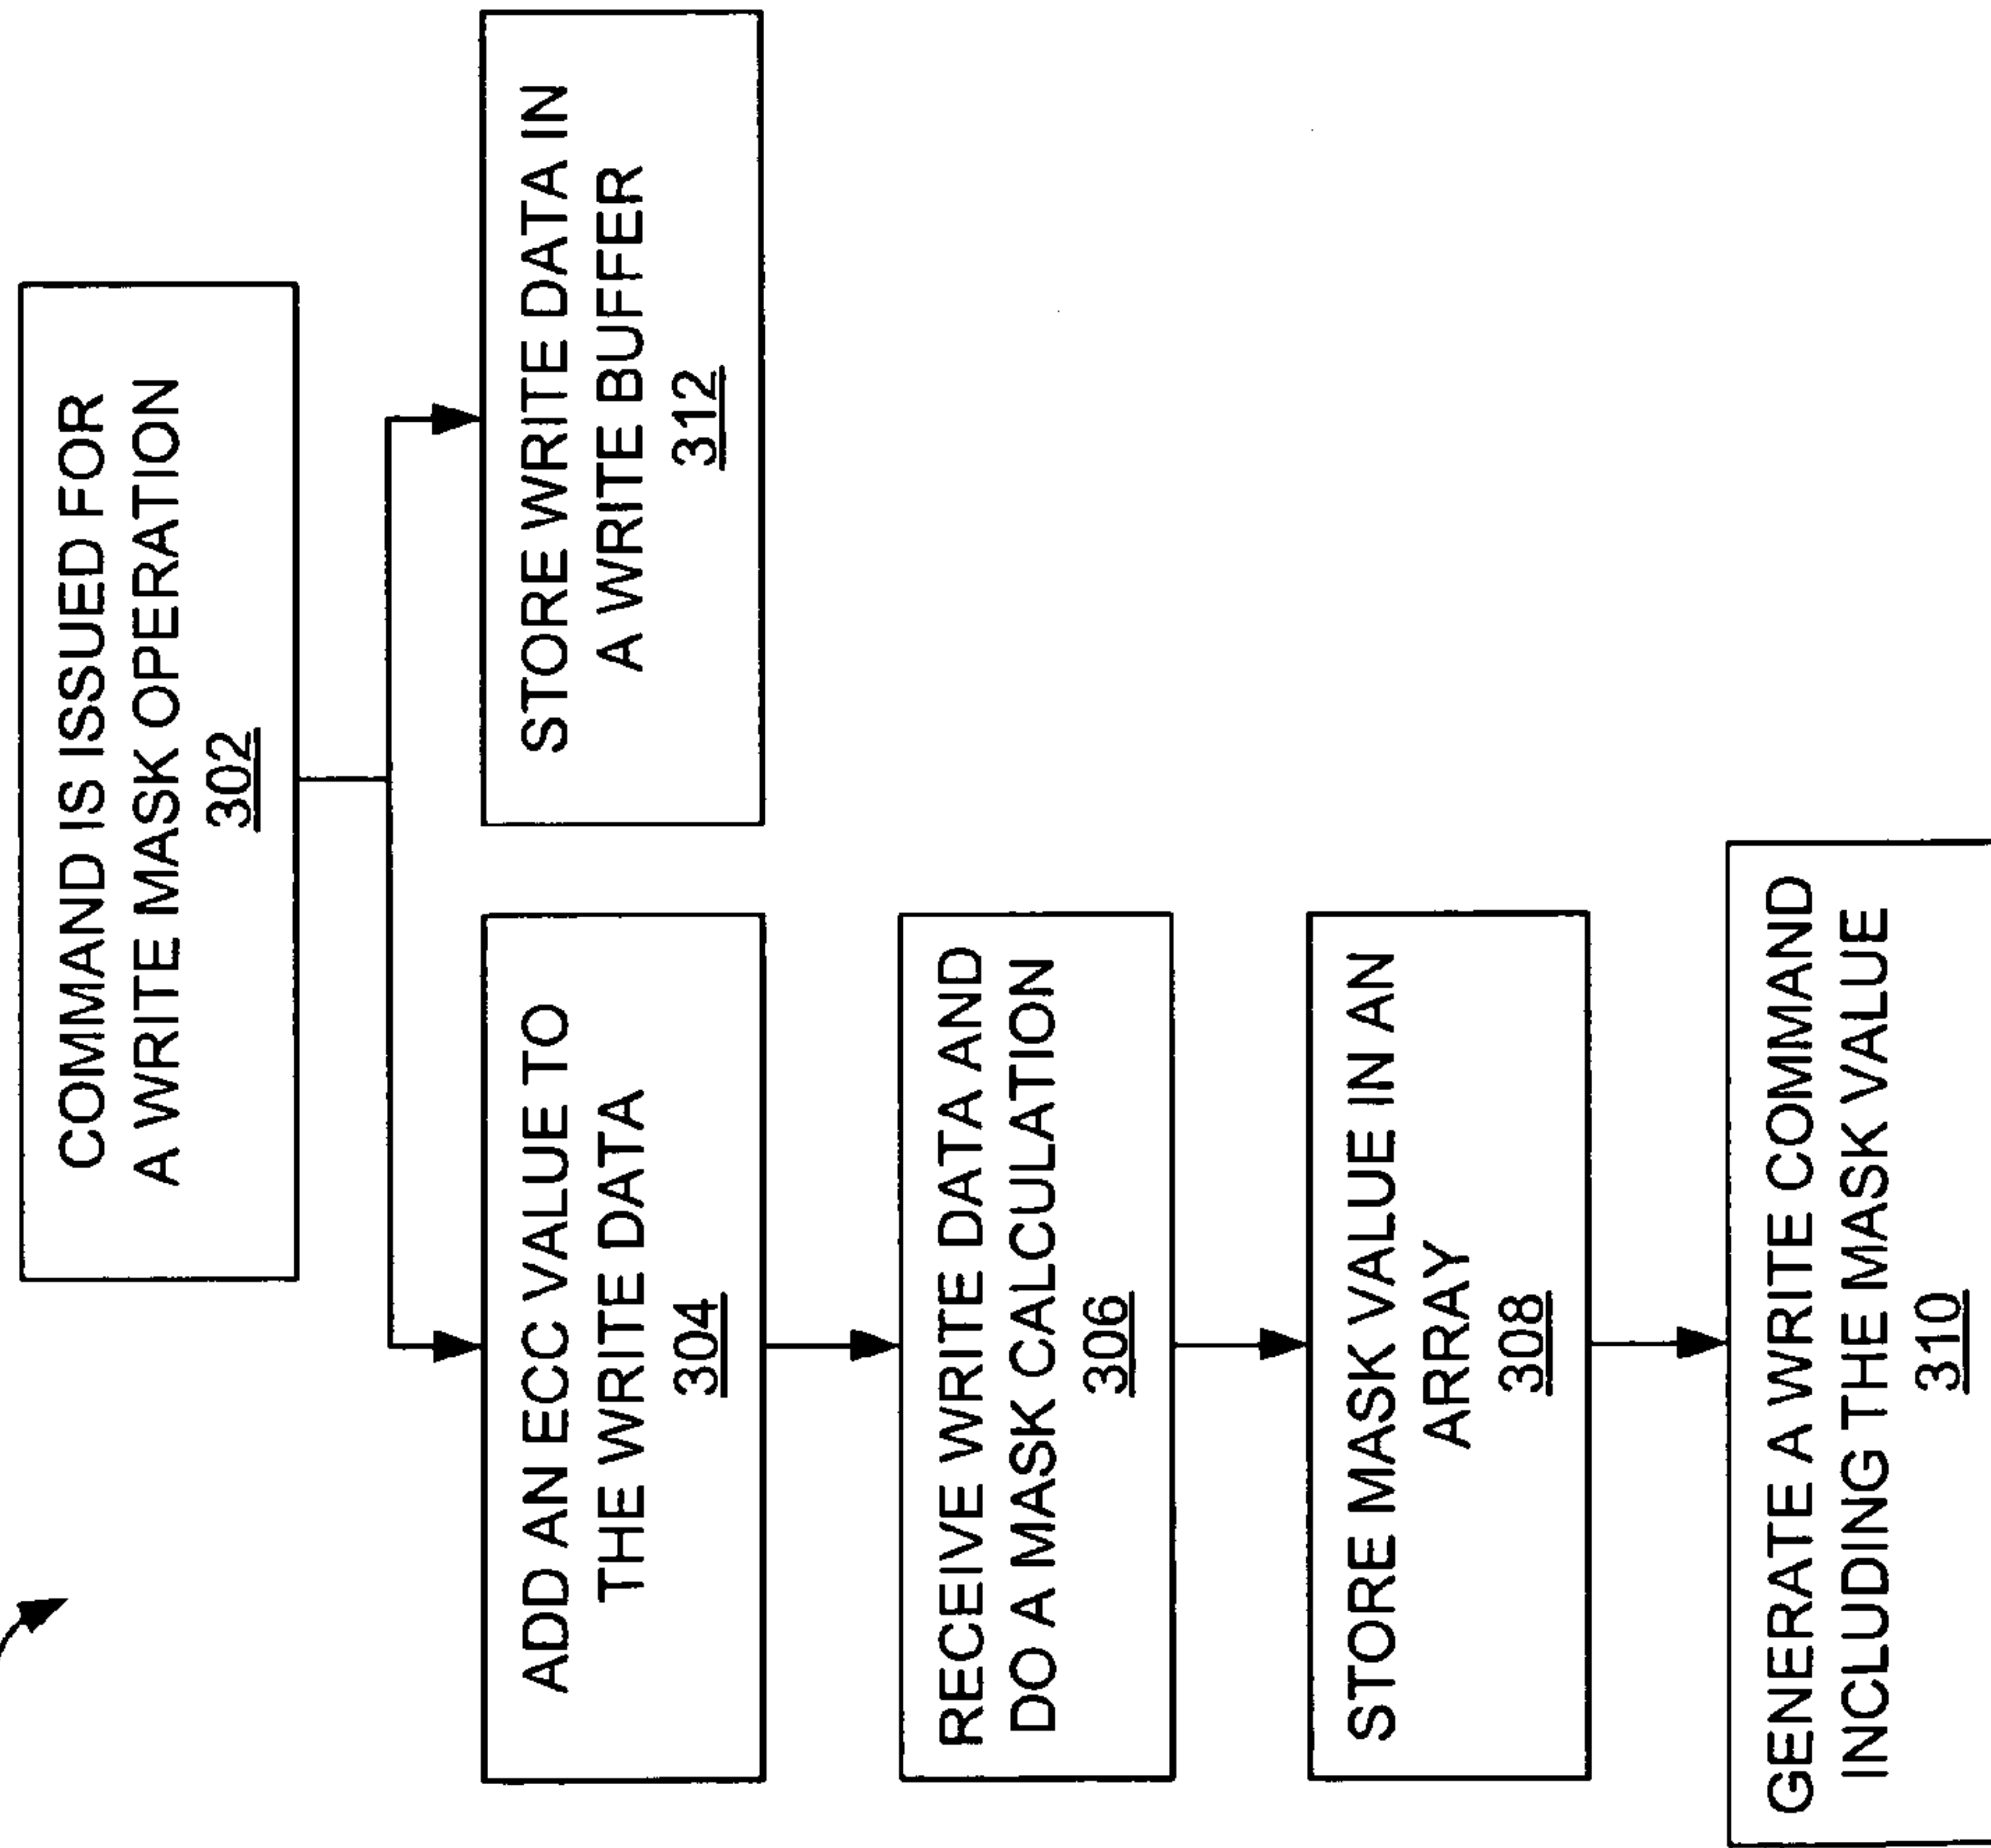 COMMAND IS ISSUED FOR
A WRITE MASK OPERATION
302
ADD AN ECC VALUE TO
THE WRITE DATA
304
STORE WRITE DATA IN
A WRITE BUFFER
312
RECEIVE WRITE DATA AND
DO A MASK CALCULATION
306
STORE MASK VALUE IN AN
ARRAY
308
GENERATE A WRITE COMMAND
INCLUDING THE MASK VALUE
310